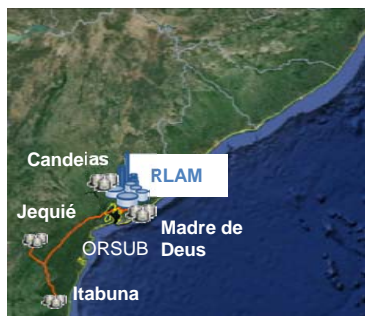 Candeias
RLAM
Jequié
Madre de
ORSUB Deus
Itabuna